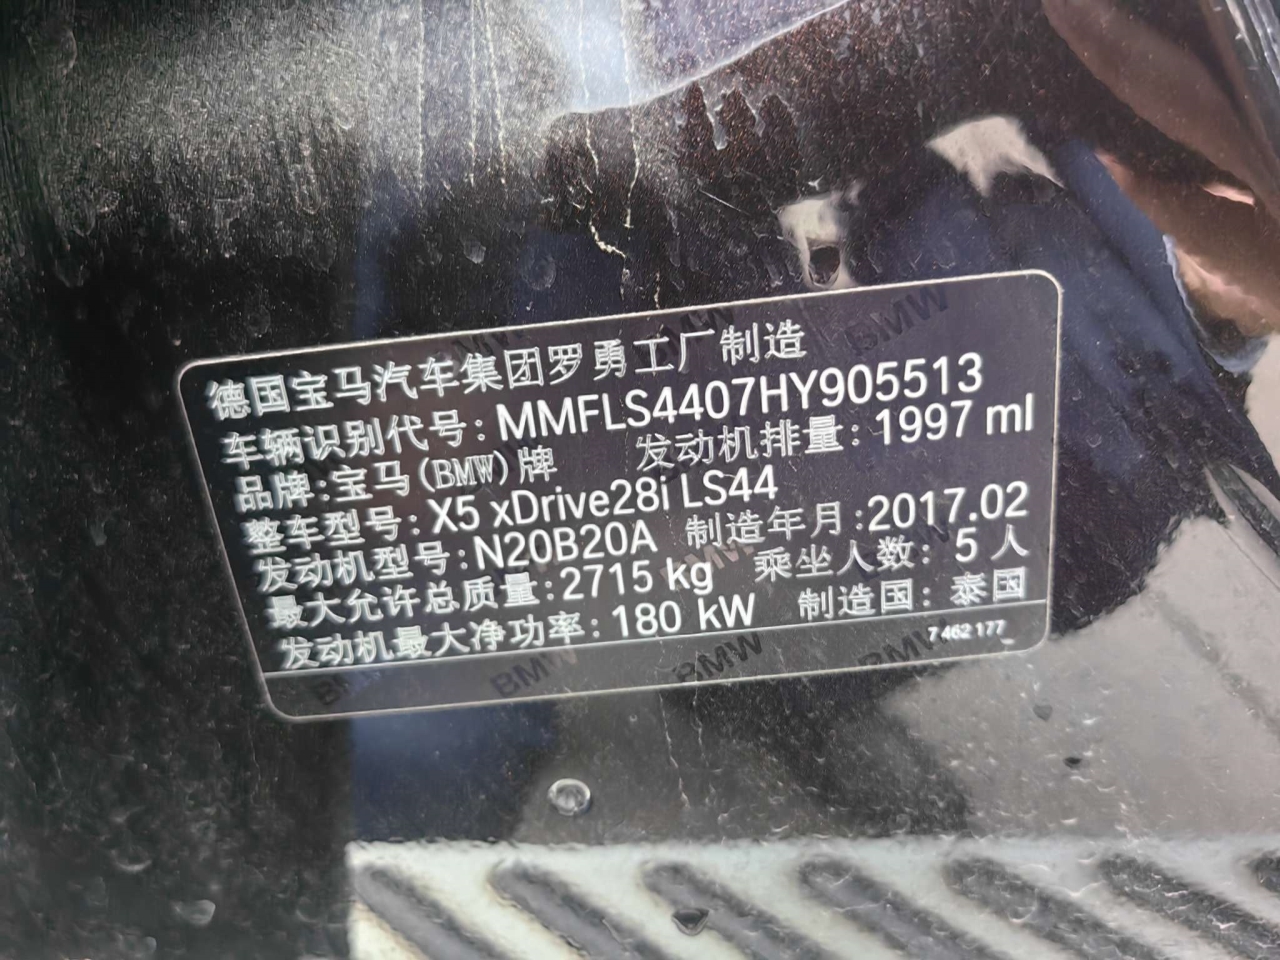 德国宝马汽车集团罗勇工厂制造
车辆识别代号：MMFLS4407HY905513
品牌：宝马(BMW)牌 发动机排量：1997 ml
整车型号：X5 xDrive28i LS44
发动机型号：N20B20A 制造年月：2017.02
最大允许总质量：2715 kg 乘坐人数：5 人
发动机最大净功率：180 kW 制造国：泰国
7 462 177
BMW BMW BMW BMW